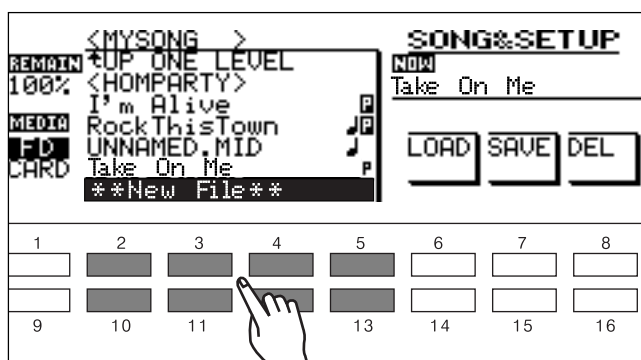 <MYSONG >
↰UP ONE LEVEL
<HOMPARTY>
I'm Alive P
RockThisTown ♩P
UNNAMED.MID ♩
Take On Me P
**New File**
REMAIN
100%
MEDIA
FD
CARD
SONG&SETUP
NOW
Take On Me
LOAD SAVE DEL
1 2 3 4 5 6 7 8
9 10 11 13 14 15 16